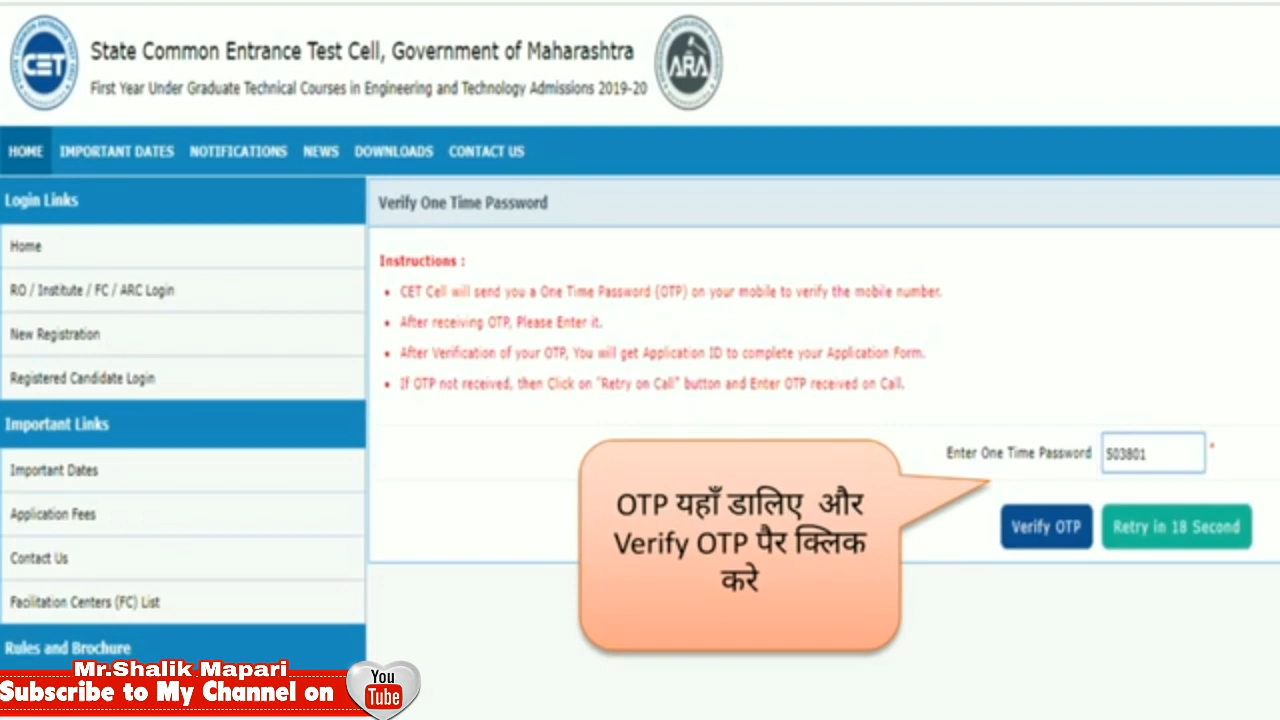 CET
State Common Entrance Test Cell, Government of Maharashtra
First Year Under Graduate Technical Courses in Engineering and Technology Admissions 2019-20
ARA
HOME IMPORTANT DATES NOTIFICATIONS NEWS DOWNLOADS CONTACT US
Login Links
Home
RO / Institute / FC / ARC Login
New Registration
Registered Candidate Login
Important Links
Important Dates
Application Fees
Contact Us
Facilitation Centers (FC) List
Rules and Brochure
Verify One Time Password
Instructions :
• CET Cell will send you a One Time Password (OTP) on your mobile to verify the mobile number.
• After receiving OTP, Please Enter it.
• After Verification of your OTP, You will get Application ID to complete your Application Form.
• If OTP not received, then Click on "Retry on Call" button and Enter OTP received on Call.
Enter One Time Password 503801 *
Verify OTP Retry in 18 Second
OTP यहाँ डालिए और
Verify OTP पैर क्लिक
करे
Mr.Shalik Mapari
Subscribe to My Channel on
You
Tube